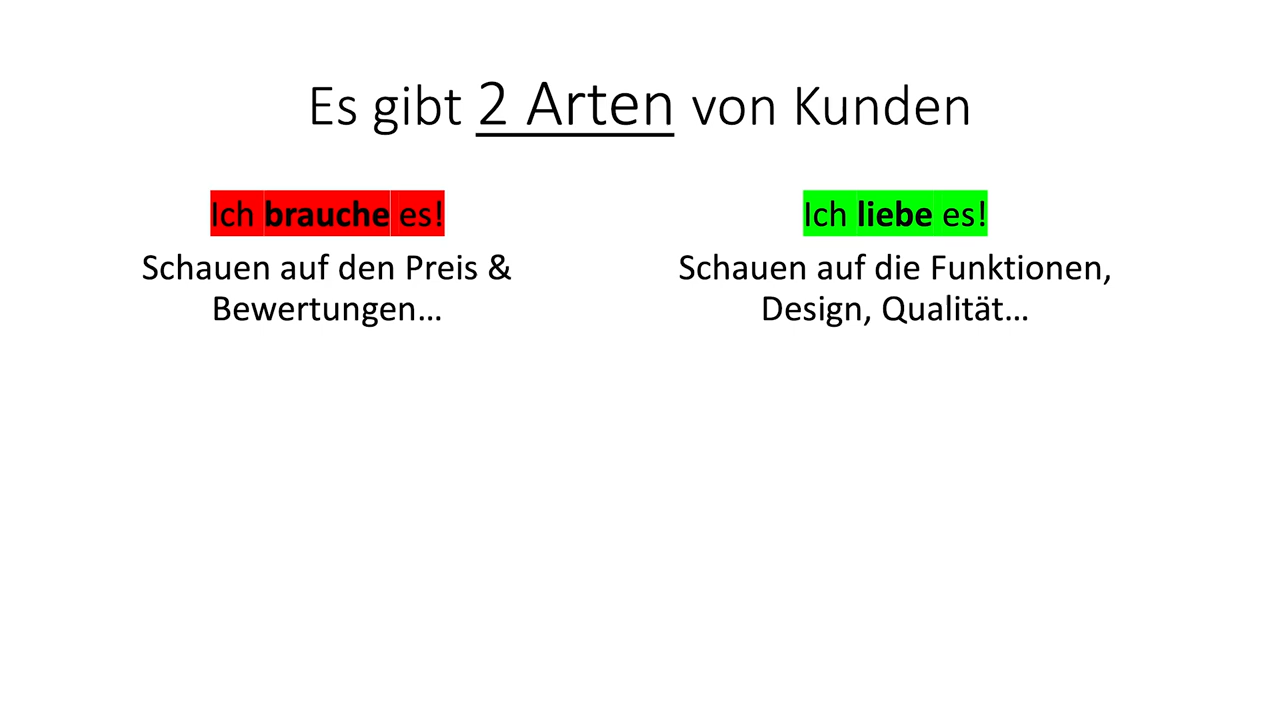 Es gibt 2 Arten von Kunden
Ich brauche es!
Schauen auf den Preis &
Bewertungen…
Ich liebe es!
Schauen auf die Funktionen,
Design, Qualität…